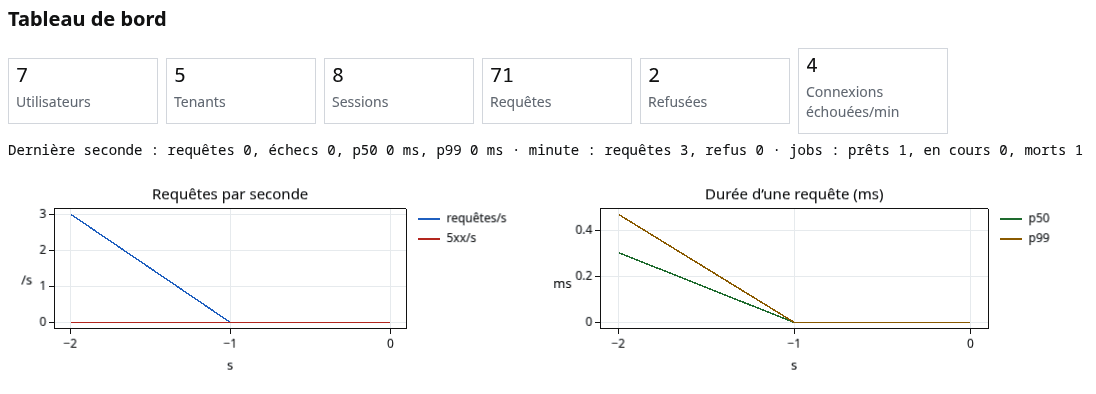 Tableau de bord
7
Utilisateurs
5
Tenants
8
Sessions
71
Requêtes
2
Refusées
4
Connexions
échouées/min
Dernière seconde : requêtes 0, échecs 0, p50 0 ms, p99 0 ms · minute : requêtes 3, refus 0 · jobs : prêts 1, en cours 0, morts 1
Requêtes par seconde
3
2
1
0
/s
−2
−1
0
s
requêtes/s
5xx/s
Durée d’une requête (ms)
0.4
0.2
0
ms
−2
−1
0
s
p50
p99